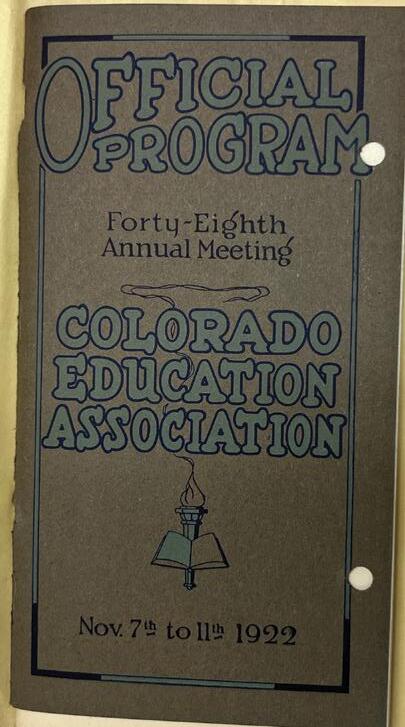 OFFICIAL
PROGRAM
Forty-Eighth
Annual Meeting
COLORADO
EDUCATION
ASSOCIATION
Nov. 7th to 11th 1922